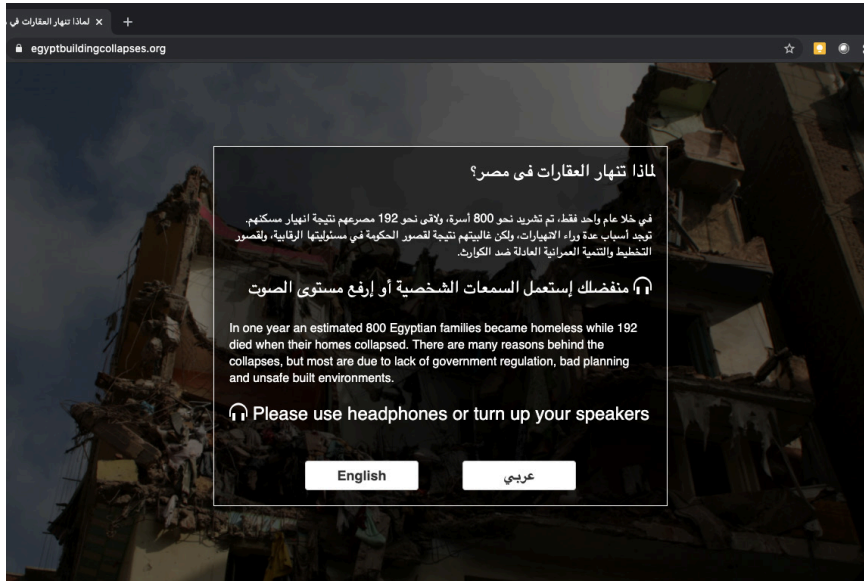 لماذا تنهار العقارات في
egyptbuildingcollapses.org
لماذا تنهار العقارات في مصر؟
في خلا عام واحد فقط، تم تشريد نحو 800 أسرة، ولاقى نحو 192 مصرعهم نتيجة انهيار مسكنهم.
توجد أسباب عدة وراء الانهيارات، ولكن غالبيتهم نتيجة لقصور الحكومة في مسئوليتها الرقابية، ولقصور
التخطيط والتنمية العمرانية العادلة ضد الكوارث.
منفضلك إستعمل السمعات الشخصية أو إرفع مستوى الصوت
In one year an estimated 800 Egyptian families became homeless while 192
died when their homes collapsed. There are many reasons behind the
collapses, but most are due to lack of government regulation, bad planning
and unsafe built environments.
Please use headphones or turn up your speakers
English
عربي